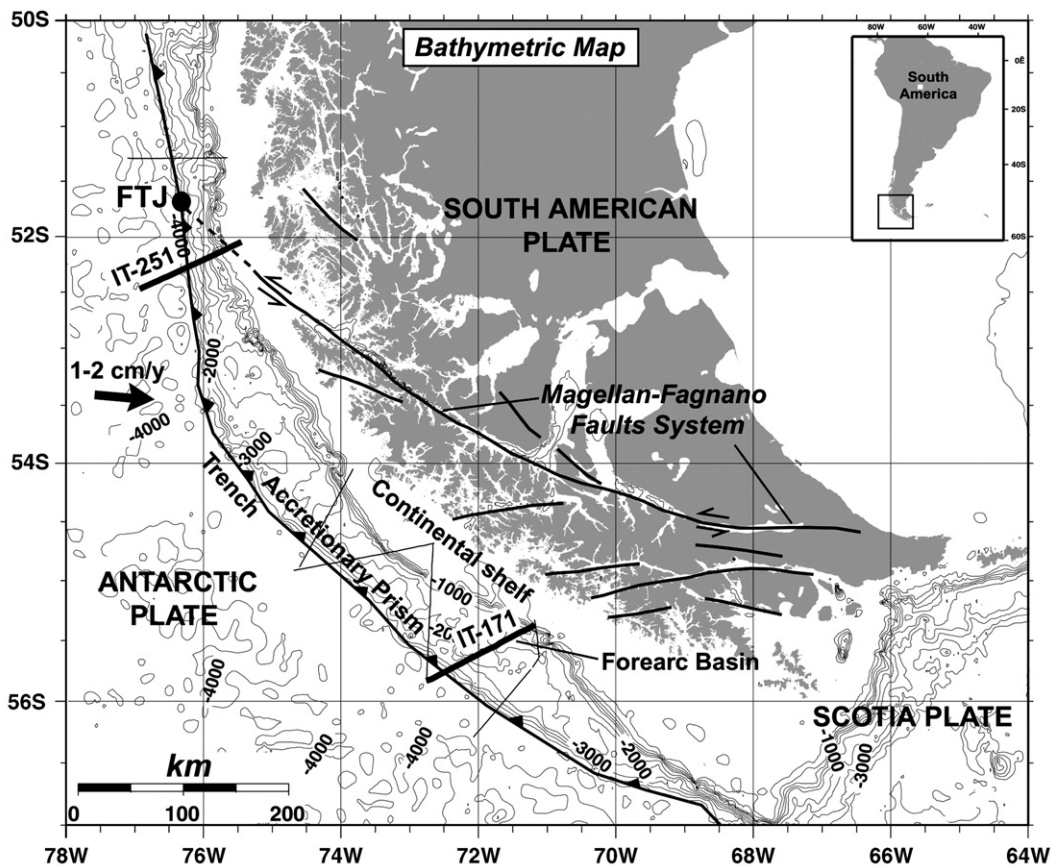 50S
52S
54S
56S
78W
76W
74W
72W
70W
68W
66W
64W
Bathymetric Map
80W
60W
40W
0E
20S
40S
60S
South
America
FTJ
-4000
SOUTH AMERICAN
PLATE
IT-251
-2000
1-2 cm/y
-4000
Magellan-Fagnano
Faults System
-3000
Trench
Accretionary Prism
Continental shelf
ANTARCTIC
PLATE
-1000
-20
IT-171
Forearc Basin
-4000
-4000
-4000
-3000
-2000
SCOTIA PLATE
-1000
-3000
km
0
100
200